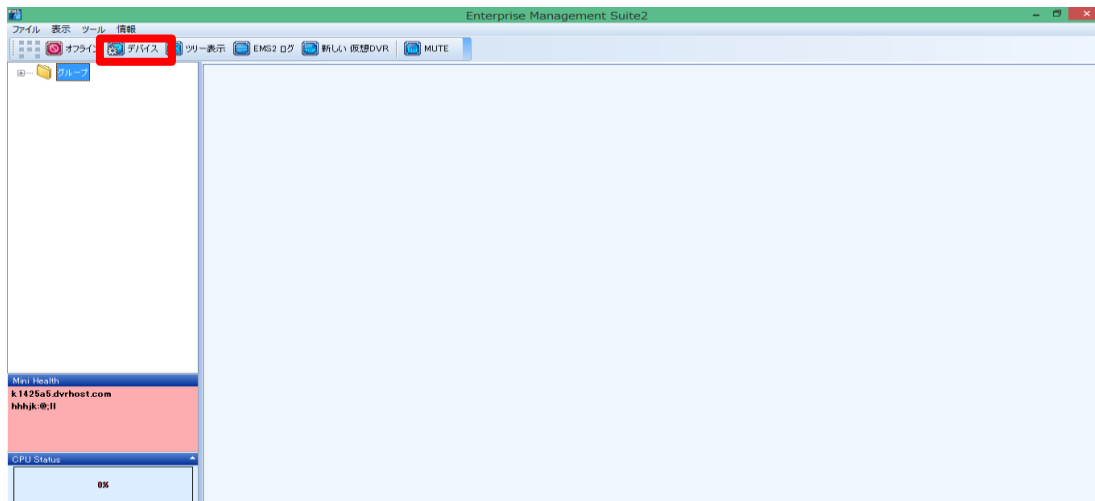 Enterprise Management Suite2
ファイル 表示 ツール 情報
オフライン デバイス ツリー表示 EMS2 ログ 新しい 仮想DVR MUTE
グループ
Mini Health
k1425a5.dvrhost.com
hhhjk:@;ll
CPU Status
0%